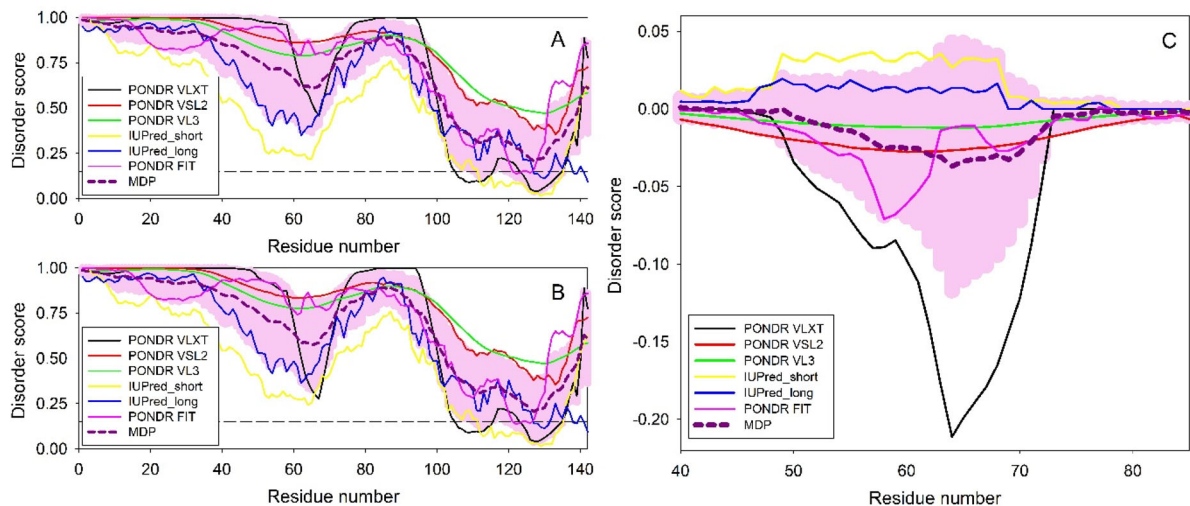 A
Disorder score
1.00
0.75
0.50
0.25
0.00
PONDR VLXT
PONDR VSL2
PONDR VL3
IUPred_short
IUPred_long
PONDR FIT
MDP
0 20 40 60 80 100 120 140
Residue number
B
Disorder score
1.00
0.75
0.50
0.25
0.00
PONDR VLXT
PONDR VSL2
PONDR VL3
IUPred_short
IUPred_long
PONDR FIT
MDP
0 20 40 60 80 100 120 140
Residue number
C
Disorder score
0.05
0.00
-0.05
-0.10
-0.15
-0.20
PONDR VLXT
PONDR VSL2
PONDR VL3
IUPred_short
IUPred_long
PONDR FIT
MDP
40 50 60 70 80
Residue number